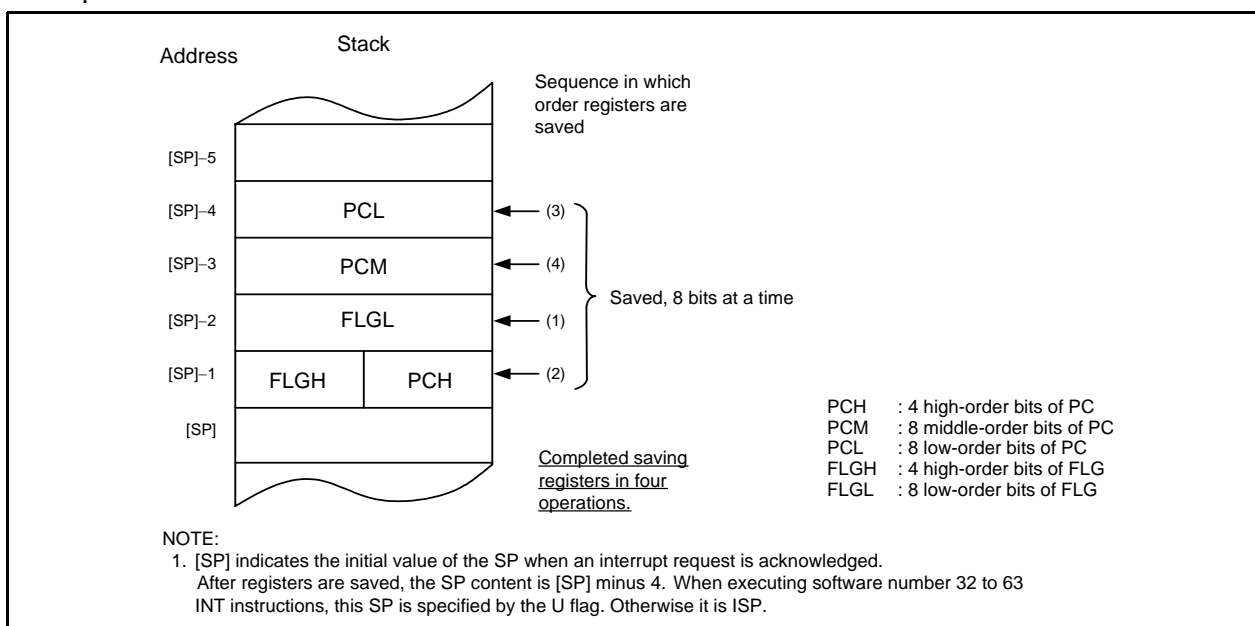 Address
Stack
Sequence in which
order registers are
saved
[SP]−5
[SP]−4
PCL
(3)
[SP]−3
PCM
(4)
Saved, 8 bits at a time
[SP]−2
FLGL
(1)
[SP]−1
FLGH
PCH
(2)
[SP]
PCH : 4 high-order bits of PC
PCM : 8 middle-order bits of PC
PCL : 8 low-order bits of PC
FLGH : 4 high-order bits of FLG
FLGL : 8 low-order bits of FLG
Completed saving
registers in four
operations.
NOTE:
1. [SP] indicates the initial value of the SP when an interrupt request is acknowledged.
After registers are saved, the SP content is [SP] minus 4. When executing software number 32 to 63
INT instructions, this SP is specified by the U flag. Otherwise it is ISP.